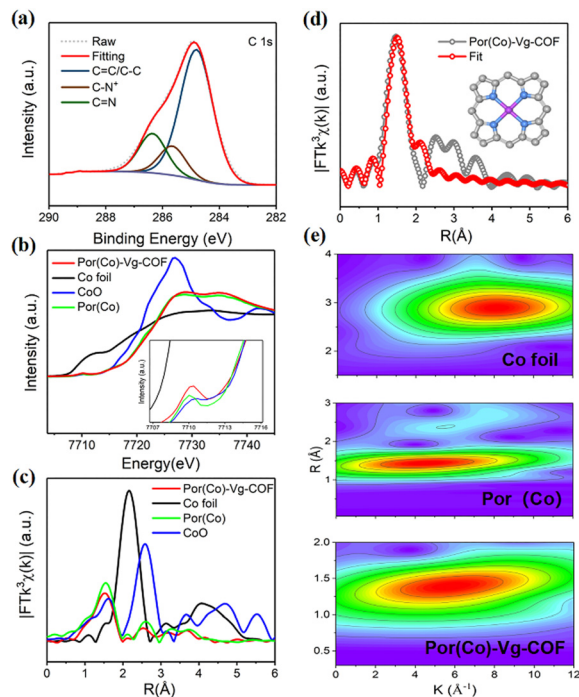 (a)
Raw
Fitting
C=C/C-C
C-N⁺
C=N
C 1s
Intensity (a.u.)
290 288 286 284 282
Binding Energy (eV)
(b)
Por(Co)-Vg-COF
Co foil
CoO
Por(Co)
Intensity (a.u.)
Intensity (a.u.)
7707 7710 7713 7716
7710 7720 7730 7740
Energy(eV)
(c)
Por(Co)-Vg-COF
Co foil
Por(Co)
CoO
|FTk³χ(k)| (a.u.)
0 1 2 3 4 5 6
R(Å)
(d)
Por(Co)-Vg-COF
Fit
|FTk³χ(k)| (a.u.)
0 1 2 3 4 5 6
R(Å)
(e)
4
3
2
Co foil
3
2
1
R (Å)
Por (Co)
2.0
1.5
1.0
0.5
Por(Co)-Vg-COF
0 2 4 6 8 10 12
K (Å⁻¹)